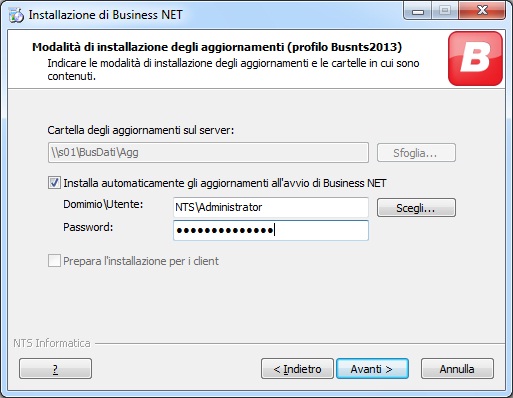 Installazione di Business NET
Modalità di installazione degli aggiornamenti (profilo Busnts2013)
Indicare le modalità di installazione degli aggiornamenti e le cartelle in cui sono
contenuti.
B
Cartella degli aggiornamenti sul server:
\\s01\BusDati\Agg
Sfoglia...
Installa automaticamente gli aggiornamenti all'avvio di Business NET
Domimio\Utente:
NTS\Administrator
Scegli...
Password:
●●●●●●●●●●●●●●
Prepara l'installazione per i client
NTS Informatica
?
< Indietro
Avanti >
Annulla